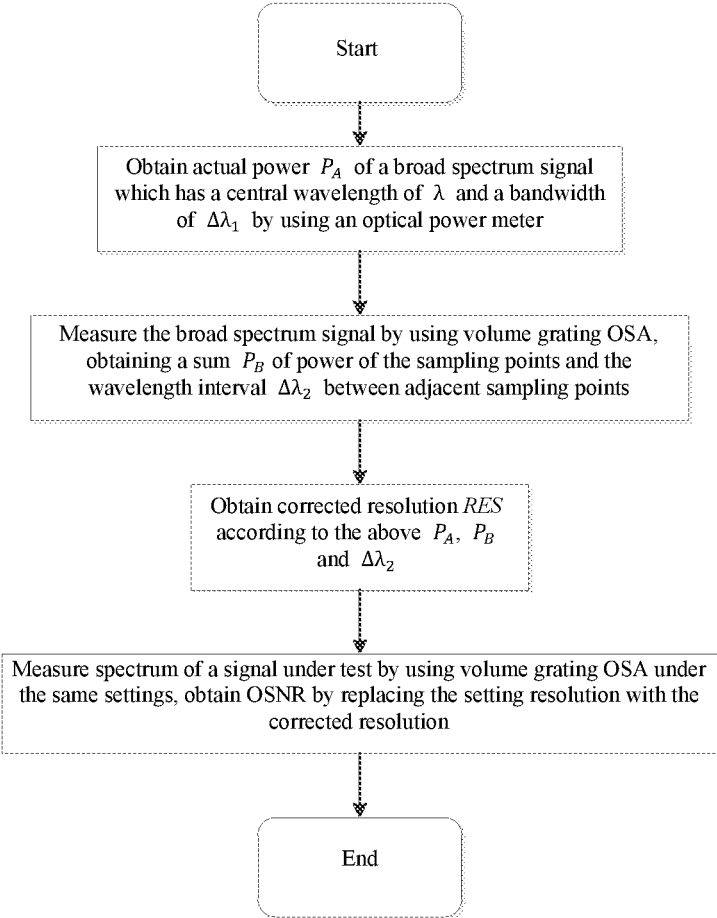 Start
Obtain actual power P_A of a broad spectrum signal
which has a central wavelength of λ and a bandwidth
of Δλ₁ by using an optical power meter
Measure the broad spectrum signal by using volume grating OSA,
obtaining a sum P_B of power of the sampling points and the
wavelength interval Δλ₂ between adjacent sampling points
Obtain corrected resolution RES
according to the above P_A, P_B
and Δλ₂
Measure spectrum of a signal under test by using volume grating OSA under
the same settings, obtain OSNR by replacing the setting resolution with the
corrected resolution
End